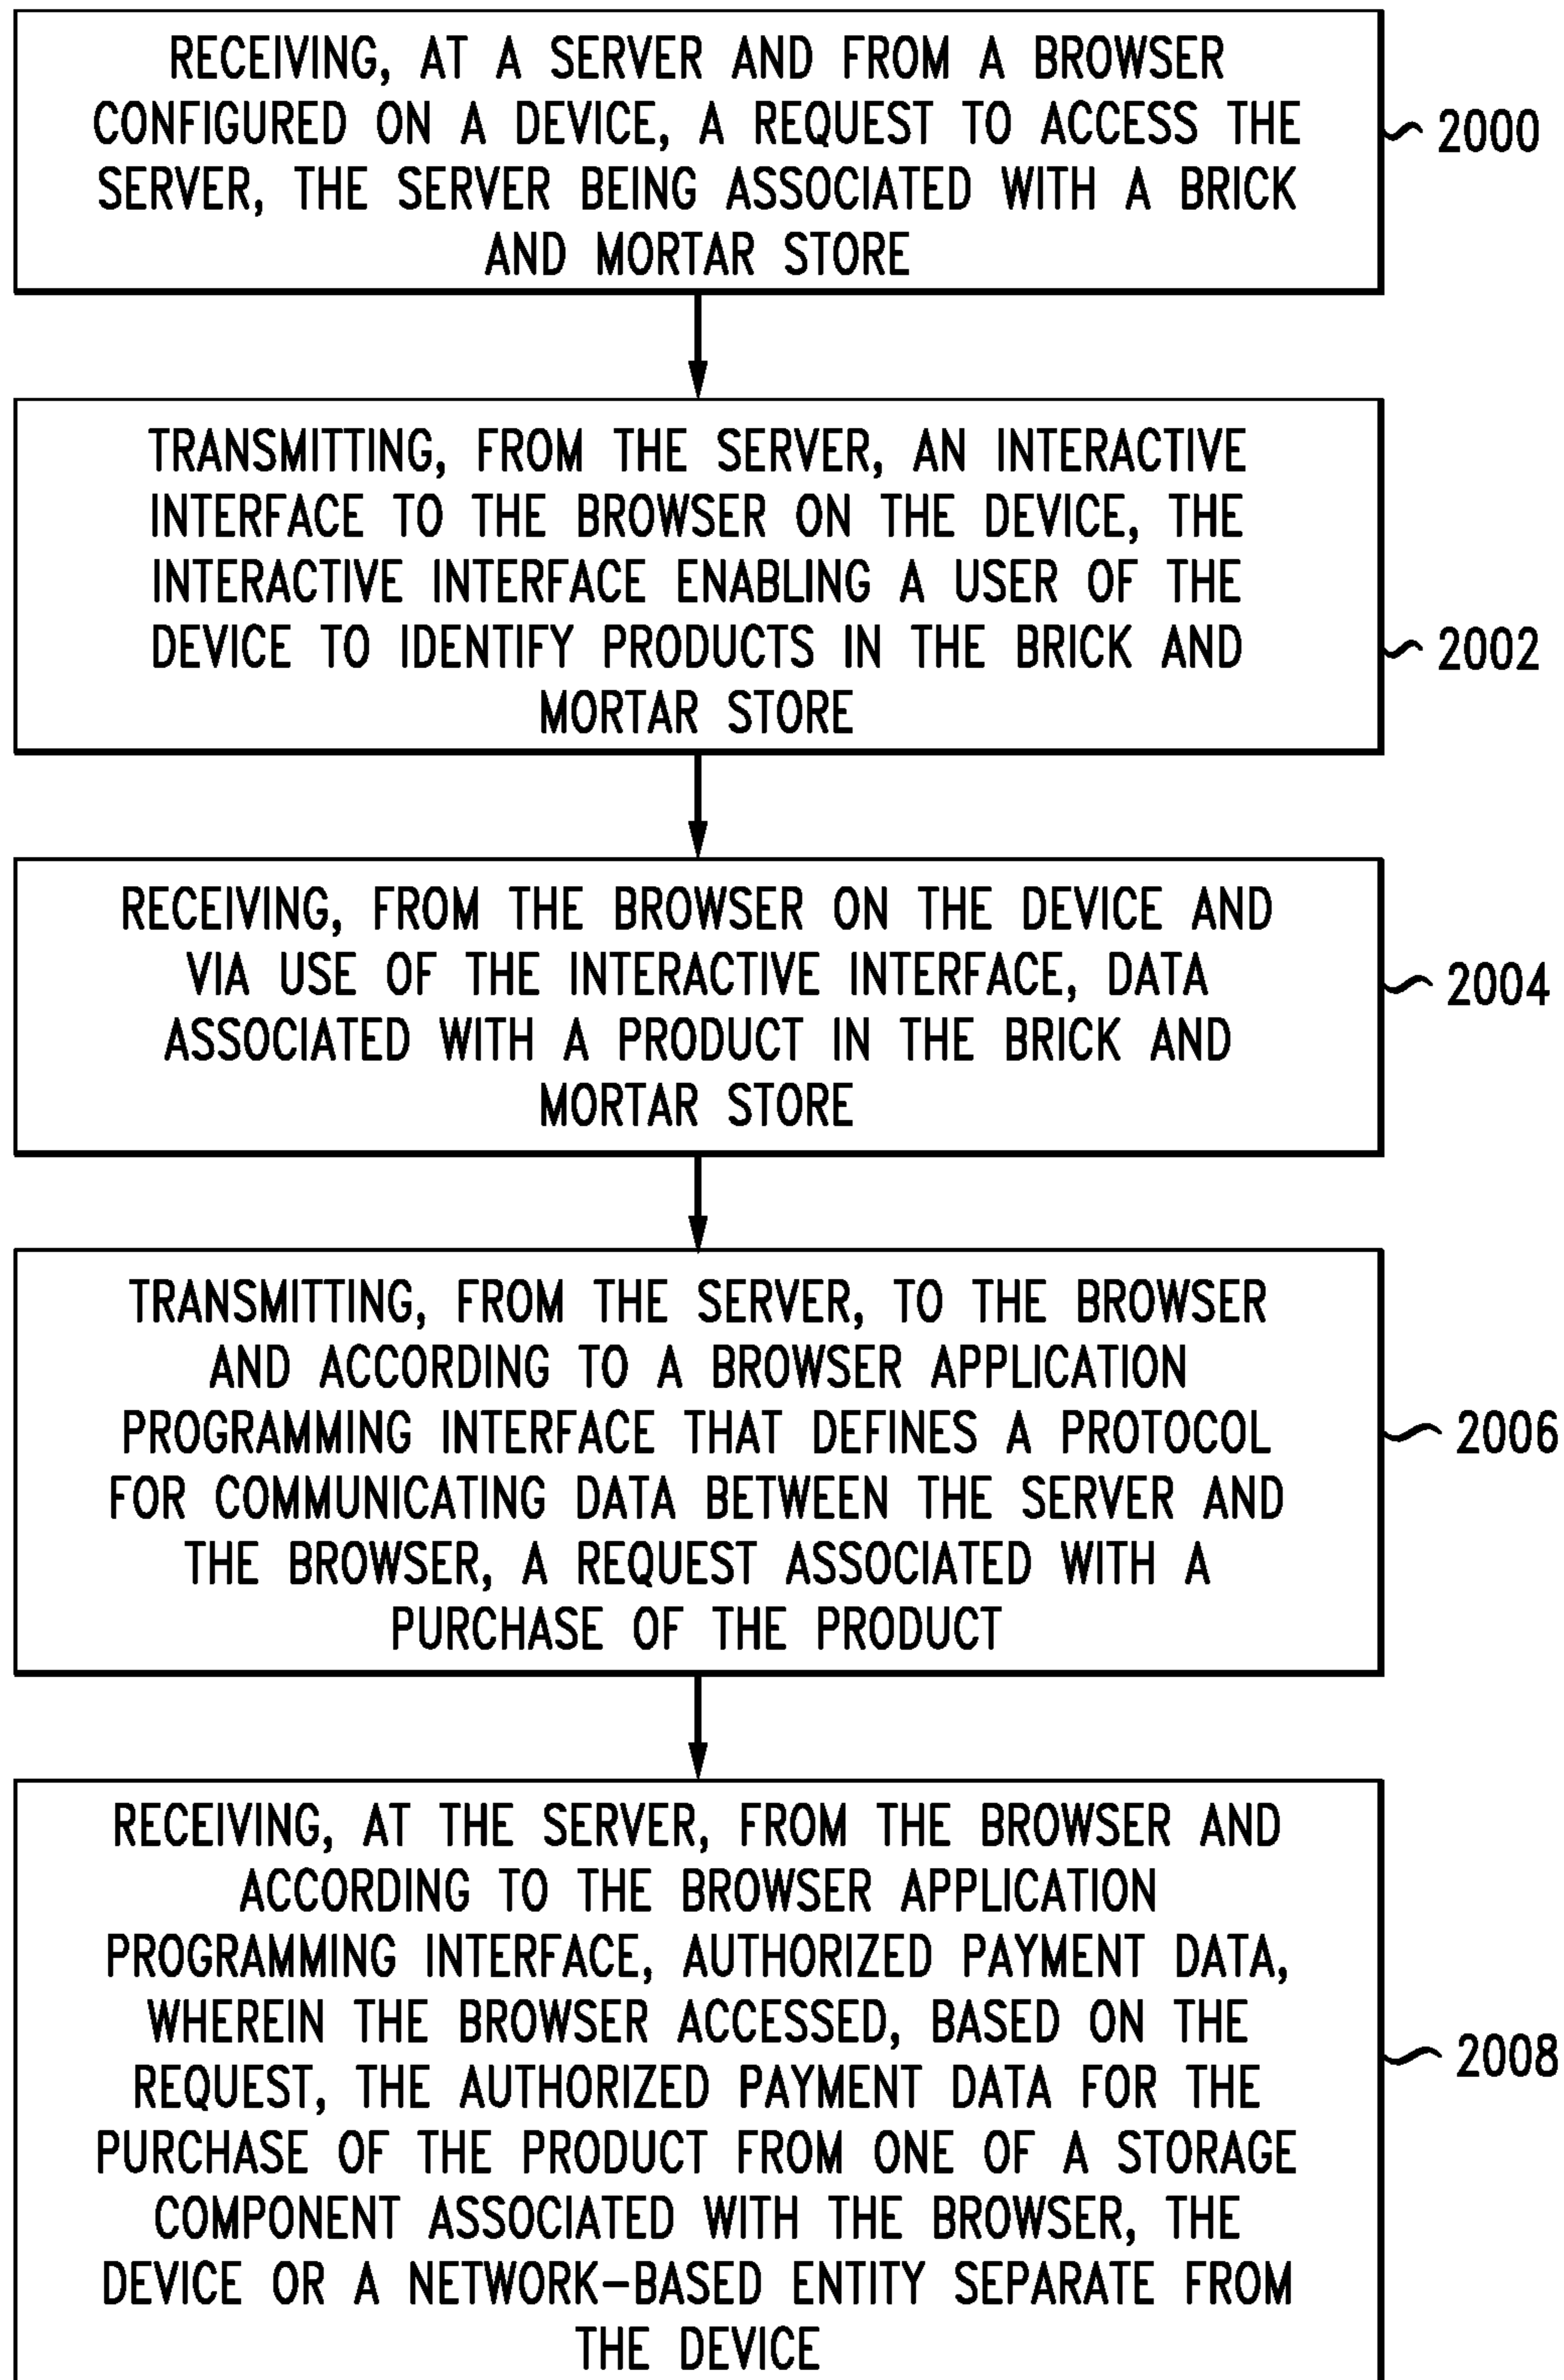 RECEIVING, AT A SERVER AND FROM A BROWSER
CONFIGURED ON A DEVICE, A REQUEST TO ACCESS THE
SERVER, THE SERVER BEING ASSOCIATED WITH A BRICK
AND MORTAR STORE
2000
TRANSMITTING, FROM THE SERVER, AN INTERACTIVE
INTERFACE TO THE BROWSER ON THE DEVICE, THE
INTERACTIVE INTERFACE ENABLING A USER OF THE
DEVICE TO IDENTIFY PRODUCTS IN THE BRICK AND
MORTAR STORE
2002
RECEIVING, FROM THE BROWSER ON THE DEVICE AND
VIA USE OF THE INTERACTIVE INTERFACE, DATA
ASSOCIATED WITH A PRODUCT IN THE BRICK AND
MORTAR STORE
2004
TRANSMITTING, FROM THE SERVER, TO THE BROWSER
AND ACCORDING TO A BROWSER APPLICATION
PROGRAMMING INTERFACE THAT DEFINES A PROTOCOL
FOR COMMUNICATING DATA BETWEEN THE SERVER AND
THE BROWSER, A REQUEST ASSOCIATED WITH A
PURCHASE OF THE PRODUCT
2006
RECEIVING, AT THE SERVER, FROM THE BROWSER AND
ACCORDING TO THE BROWSER APPLICATION
PROGRAMMING INTERFACE, AUTHORIZED PAYMENT DATA,
WHEREIN THE BROWSER ACCESSED, BASED ON THE
REQUEST, THE AUTHORIZED PAYMENT DATA FOR THE
PURCHASE OF THE PRODUCT FROM ONE OF A STORAGE
COMPONENT ASSOCIATED WITH THE BROWSER, THE
DEVICE OR A NETWORK-BASED ENTITY SEPARATE FROM
THE DEVICE
2008